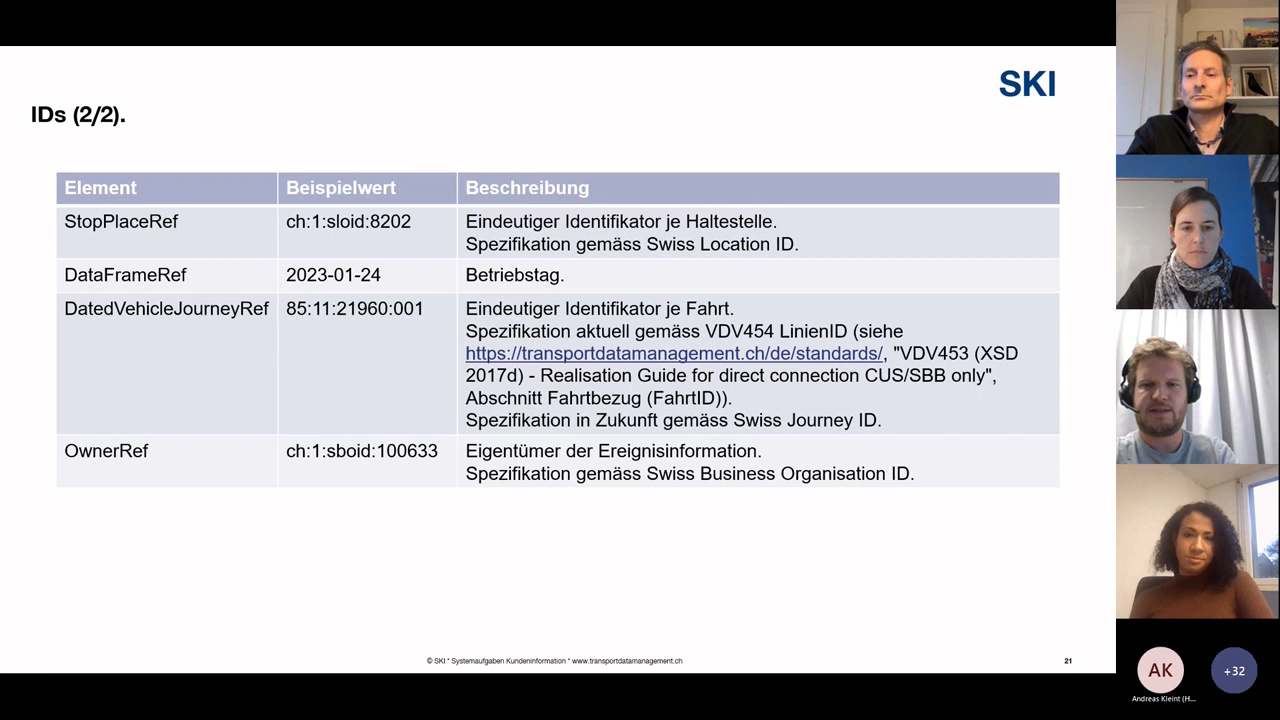 SKI
IDs (2/2).
Element Beispielwert Beschreibung
StopPlaceRef ch:1:sloid:8202 Eindeutiger Identifikator je Haltestelle.
Spezifikation gemäss Swiss Location ID.
DataFrameRef 2023-01-24 Betriebstag.
DatedVehicleJourneyRef 85:11:21960:001 Eindeutiger Identifikator je Fahrt.
Spezifikation aktuell gemäss VDV454 LinienID (siehe
https://transportdatamanagement.ch/de/standards/, "VDV453 (XSD
2017d) - Realisation Guide for direct connection CUS/SBB only",
Abschnitt Fahrtbezug (FahrtID)).
Spezifikation in Zukunft gemäss Swiss Journey ID.
OwnerRef ch:1:sboid:100633 Eigentümer der Ereignisinformation.
Spezifikation gemäss Swiss Business Organisation ID.
© SKI * Systemaufgaben Kundeninformation * www.transportdatamanagement.ch
21
AK
+32
Andreas Kleint (H...